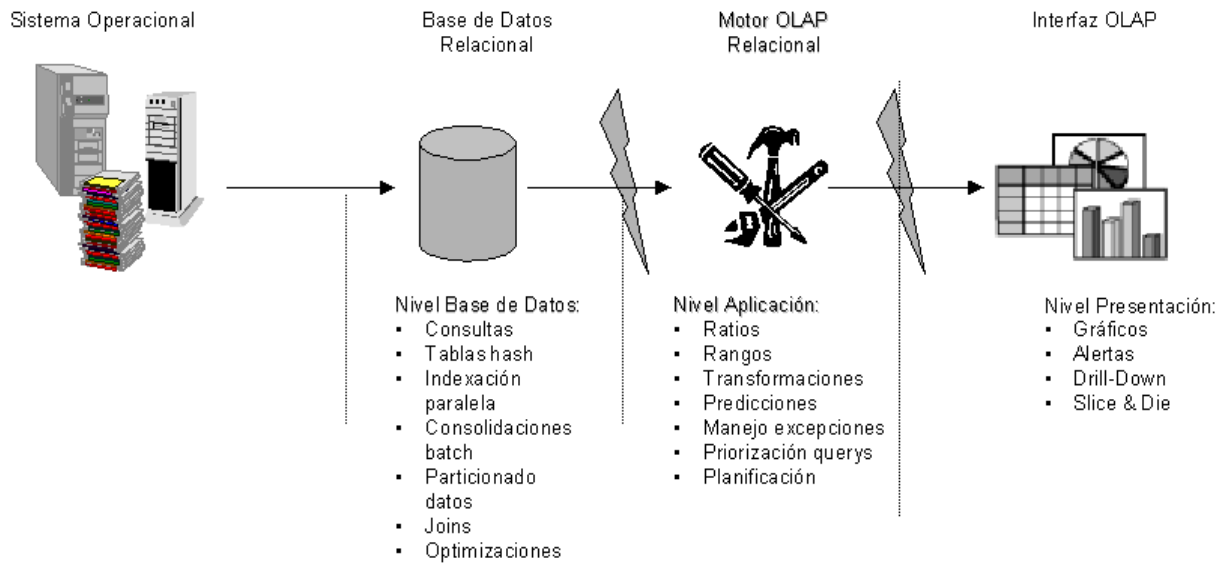 Sistema Operacional
Base de Datos
Relacional
Motor OLAP
Relacional
Interfaz OLAP
Nivel Base de Datos:
▪ Consultas
▪ Tablas hash
▪ Indexación
paralela
▪ Consolidaciones
batch
▪ Particionado
datos
▪ Joins
▪ Optimizaciones
Nivel Aplicación:
▪ Ratios
▪ Rangos
▪ Transformaciones
▪ Predicciones
▪ Manejo excepciones
▪ Priorización querys
▪ Planificación
Nivel Presentación:
▪ Gráficos
▪ Alertas
▪ Drill-Down
▪ Slice & Die